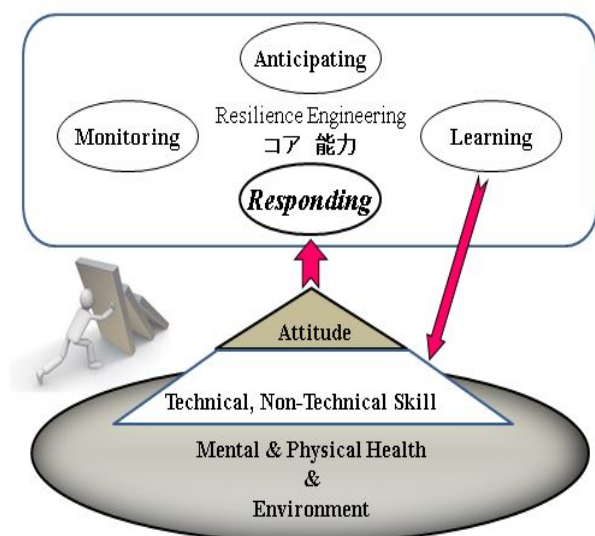 Anticipating
Monitoring
Resilience Engineering
コア 能力
Learning
Responding
Attitude
Technical, Non-Technical Skill
Mental & Physical Health
&
Environment